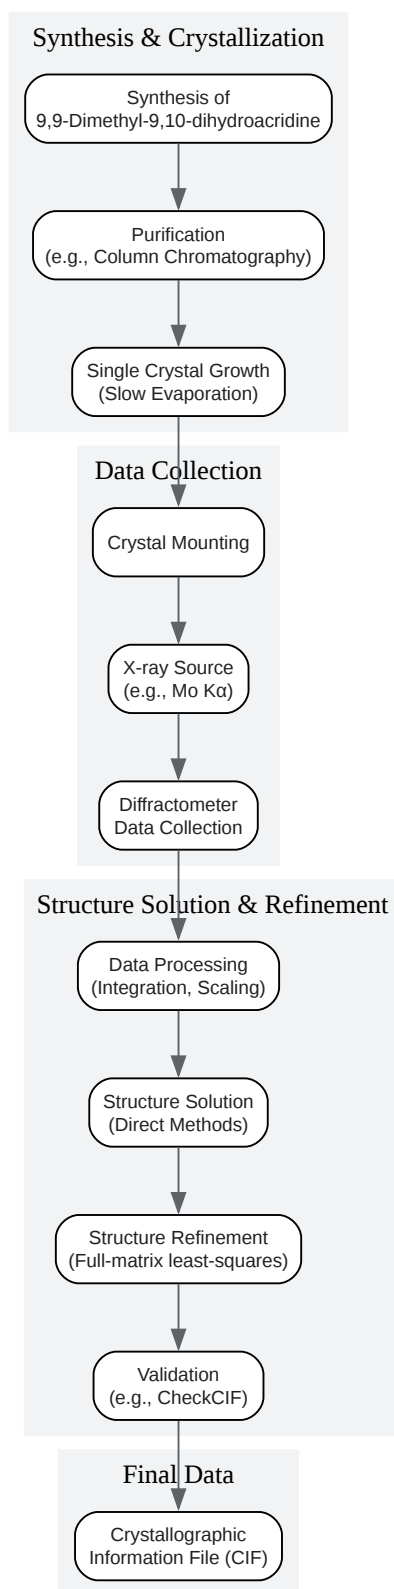 Synthesis & Crystallization
Synthesis of
9,9-Dimethyl-9,10-dihydroacridine
Purification
(e.g., Column Chromatography)
Single Crystal Growth
(Slow Evaporation)
Data Collection
Crystal Mounting
X-ray Source
(e.g., Mo Kα)
Diffractometer
Data Collection
Structure Solution & Refinement
Data Processing
(Integration, Scaling)
Structure Solution
(Direct Methods)
Structure Refinement
(Full-matrix least-squares)
Validation
(e.g., CheckCIF)
Final Data
Crystallographic
Information File (CIF)